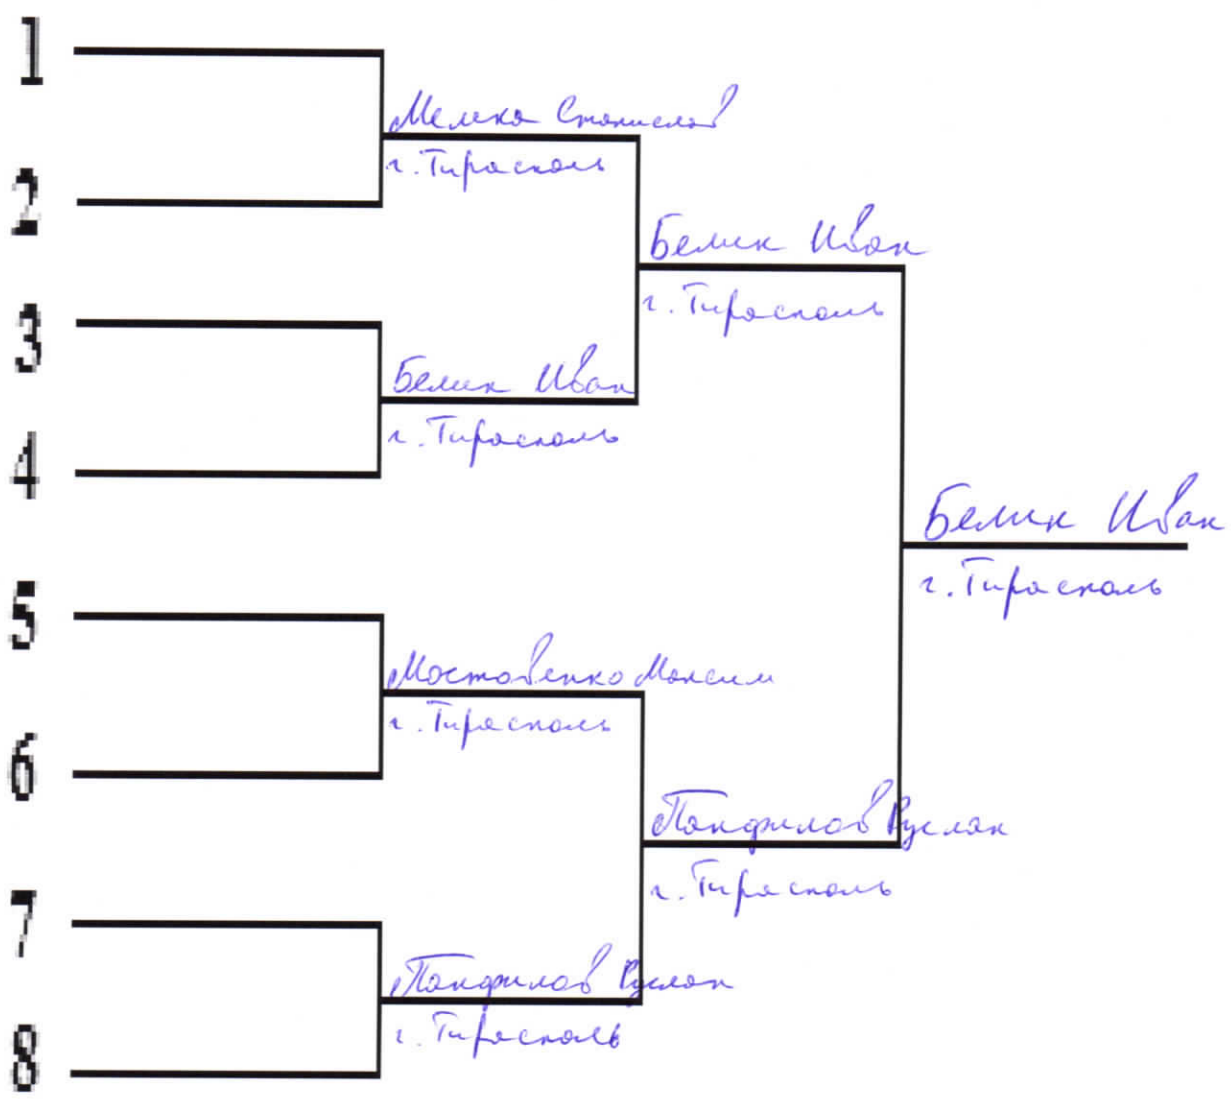 1
Мелека Станислав
г. Тирасполь
2
Белик Иван
г. Тирасполь
3
Белик Иван
г. Тирасполь
4
Белик Иван
г. Тирасполь
5
Мостовенко Максим
г. Тирасполь
6
Панфилов Руслан
г. Тирасполь
7
Панфилов Руслан
г. Тирасполь
8